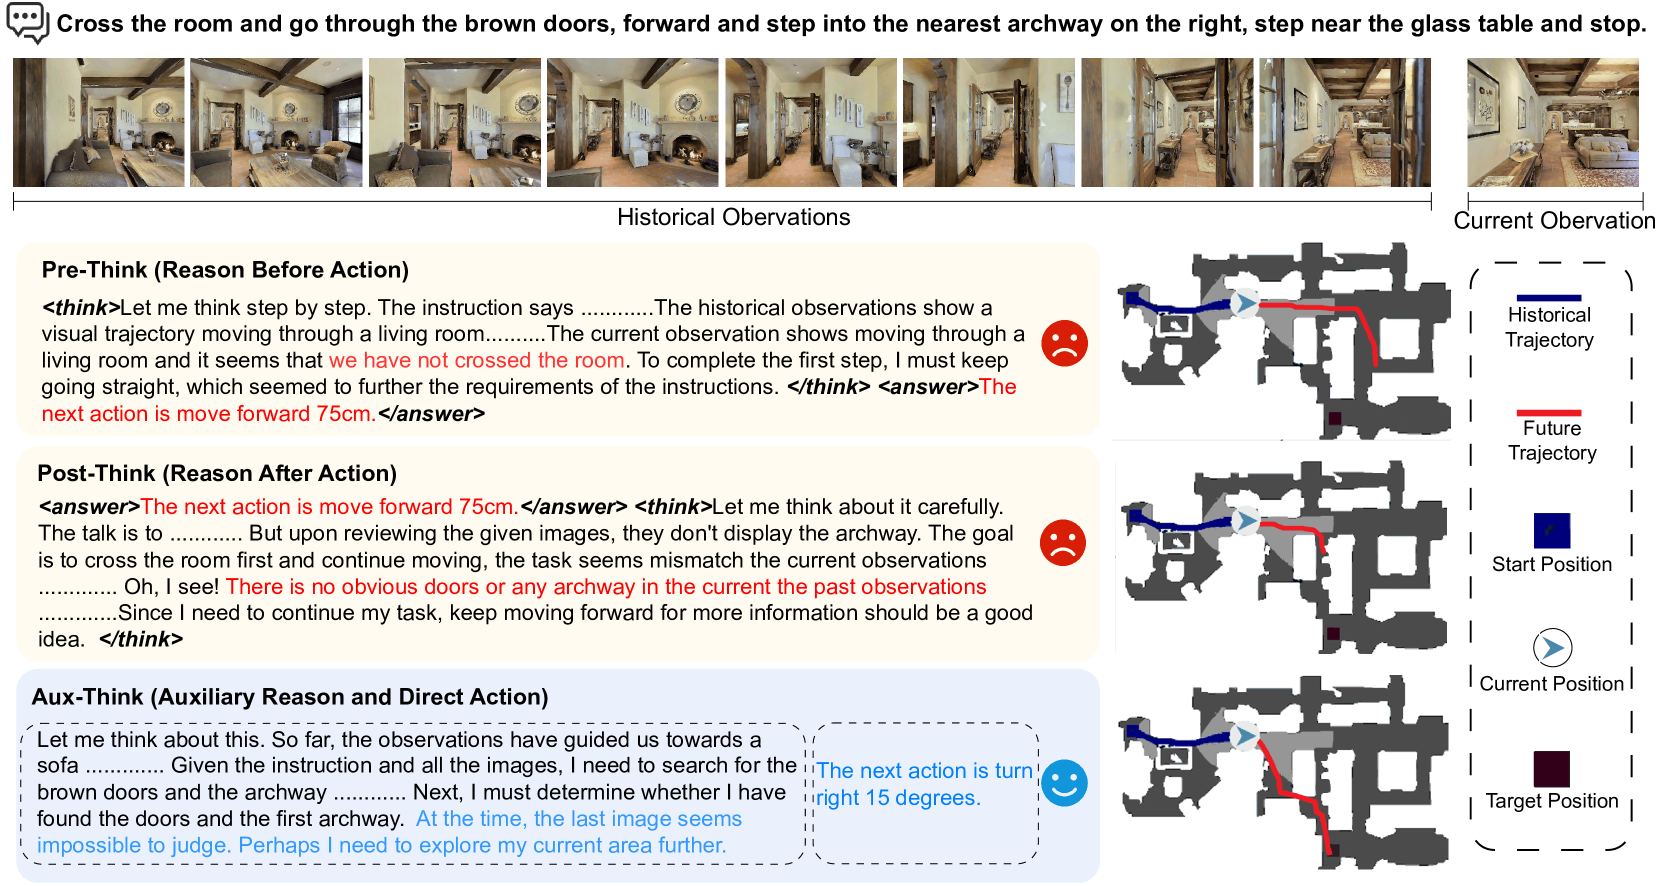 Cross the room and go through the brown doors, forward and step into the nearest archway on the right, step near the glass table and stop.
Historical Obervations
Current Obervation
Pre-Think (Reason Before Action)
<think>Let me think step by step. The instruction says ............The historical observations show a
visual trajectory moving through a living room..........The current observation shows moving through a
living room and it seems that we have not crossed the room. To complete the first step, I must keep
going straight, which seemed to further the requirements of the instructions. </think> <answer>The
next action is move forward 75cm.</answer>
Post-Think (Reason After Action)
<answer>The next action is move forward 75cm.</answer> <think>Let me think about it carefully.
The talk is to ............ But upon reviewing the given images, they don't display the archway. The goal
is to cross the room first and continue moving, the task seems mismatch the current observations
............. Oh, I see! There is no obvious doors or any archway in the current the past observations
.............Since I need to continue my task, keep moving forward for more information should be a good
idea. </think>
Aux-Think (Auxiliary Reason and Direct Action)
Let me think about this. So far, the observations have guided us towards a
sofa ............. Given the instruction and all the images, I need to search for the
brown doors and the archway ............ Next, I must determine whether I have
found the doors and the first archway. At the time, the last image seems
impossible to judge. Perhaps I need to explore my current area further.
The next action is turn
right 15 degrees.
Historical
Trajectory
Future
Trajectory
Start Position
Current Position
Target Position